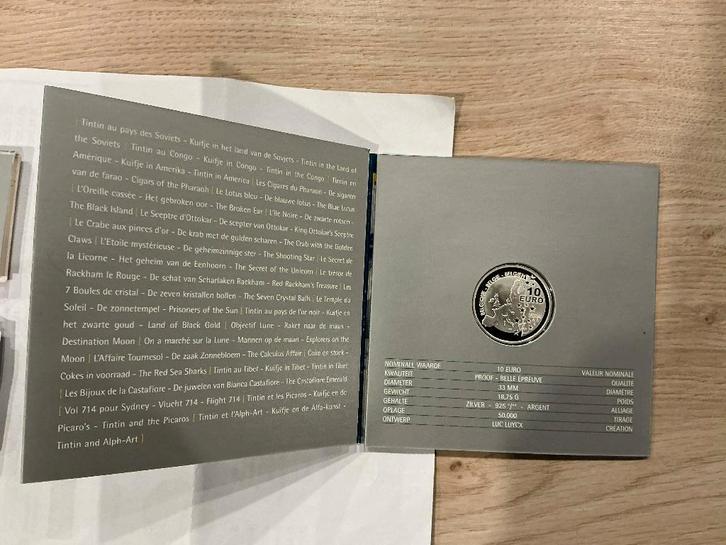 | Tintin au pays des Soviets - Kuifje in het land van de Sovjets - Tintin in the Land of
the Soviets | Tintin au Congo - Kuifje in Congo - Tintin in the Congo | Tintin en
Amérique - Kuifje in Amerika - Tintin in America | Les Cigares du Pharaon - De sigaren
van de farao - Cigars of the Pharaoh | Le Lotus bleu - De blauwe lotus - The Blue Lotus
| L'Oreille cassée - Het gebroken oor - The Broken Ear | L'Ile Noire - De zwarte rotsen -
The Black Island | Le Sceptre d'Ottokar - De scepter van Ottokar - King Ottokar's Sceptre
| Le Crabe aux pinces d'or - De krab met de gulden scharen - The Crab with the Golden
Claws | L'Etoile mystérieuse - De geheimzinnige ster - The Shooting Star | Le Secret de
la Licorne - Het geheim van de Eenhoorn - The Secret of the Unicorn | Le trésor de
Rackham le Rouge - De schat van Scharlaken Rackham - Red Rackham's Treasure | Les
7 Boules de cristal - De zeven kristallen bollen - The Seven Crystal Balls | Le Temple du
Soleil - De zonnetempel - Prisoners of the Sun | Tintin au pays de l'or noir - Kuifje en
het zwarte goud - Land of Black Gold | Objectif Lune - Raket naar de maan -
Destination Moon | On a marché sur la Lune - Mannen op de maan - Explorers on the
Moon | L'Affaire Tournesol - De zaak Zonnebloem - The Calculus Affair | Coke en stock -
Cokes in voorraad - The Red Sea Sharks | Tintin au Tibet - Kuifje in Tibet - Tintin in Tibet
| Les Bijoux de la Castafiore - De juwelen van Bianca Castafiore - The Castafiore Emerald
| Vol 714 pour Sydney - Vlucht 714 - Flight 714 | Tintin et les Picaros - Kuifje en de
Picaro's - Tintin and the Picaros | Tintin et l'Alph-Art - Kuifje en de Alfa-kunst -
Tintin and Alph-Art |
BELGIQUE - BELGIE - BELGIEN
10
EURO
NOMINALE WAARDE 10 EURO VALEUR NOMINALE
KWALITEIT PROOF - BELLE EPREUVE QUALITE
DIAMETER 33 MM DIAMÈTRE
GEWICHT 18,75 G POIDS
GEHALTE ZILVER - 925 °/°° - ARGENT ALLIAGE
OPLAGE 50.000 TIRAGE
ONTWERP LUC LUYCX CRÉATION